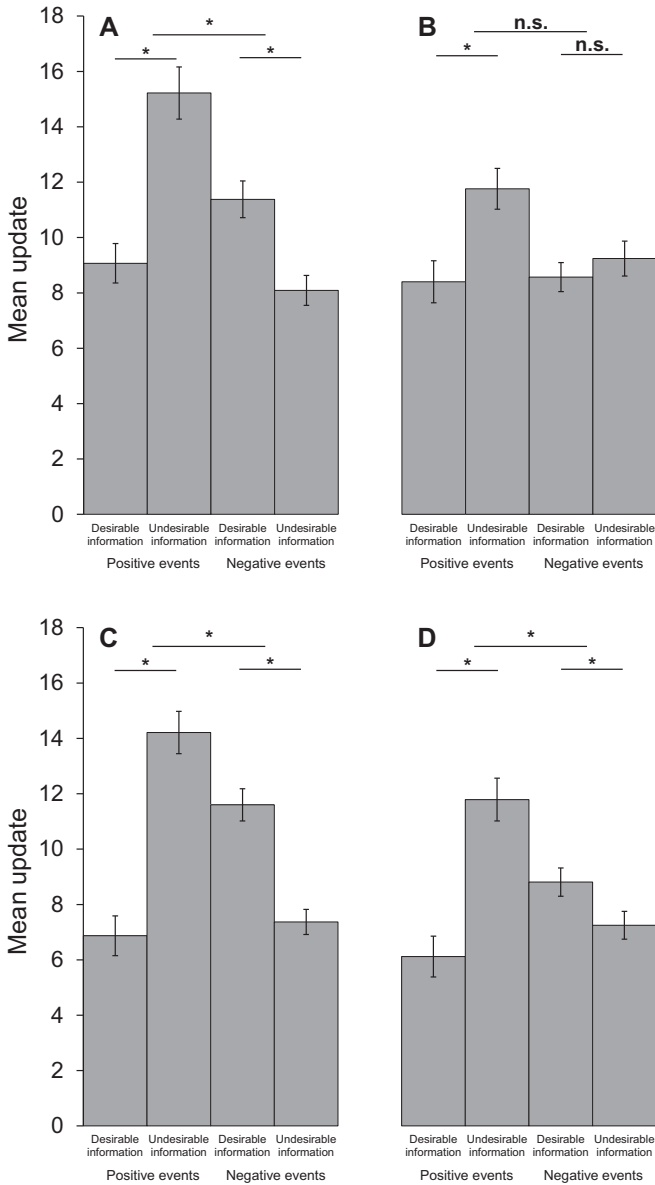 A
B
18
16
14
12
10
8
6
4
2
0
Mean update
*
*
*
n.s.
*
n.s.
Desirable information
Undesirable information
Desirable information
Undesirable information
Positive events
Negative events
Desirable information
Undesirable information
Desirable information
Undesirable information
Positive events
Negative events
C
D
18
16
14
12
10
8
6
4
2
0
Mean update
*
*
*
*
*
*
Desirable information
Undesirable information
Desirable information
Undesirable information
Positive events
Negative events
Desirable information
Undesirable information
Desirable information
Undesirable information
Positive events
Negative events